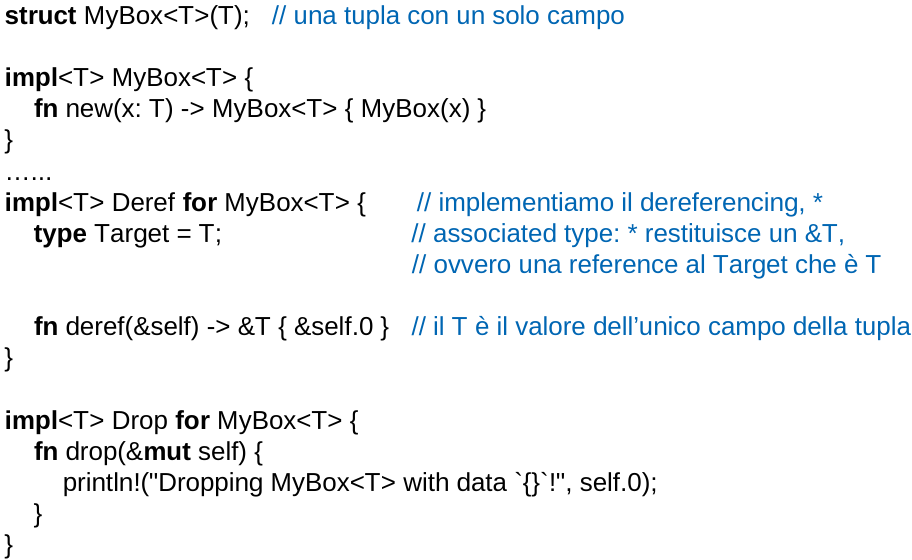 struct MyBox<T>(T); // una tupla con un solo campo
impl<T> MyBox<T> {
fn new(x: T) -> MyBox<T> { MyBox(x) }
}
…...
impl<T> Deref for MyBox<T> { // implementiamo il dereferencing, *
type Target = T; // associated type: * restituisce un &T,
// ovvero una reference al Target che è T
fn deref(&self) -> &T { &self.0 } // il T è il valore dell’unico campo della tupla
}
impl<T> Drop for MyBox<T> {
fn drop(&mut self) {
println!("Dropping MyBox<T> with data `{}`!", self.0);
}
}